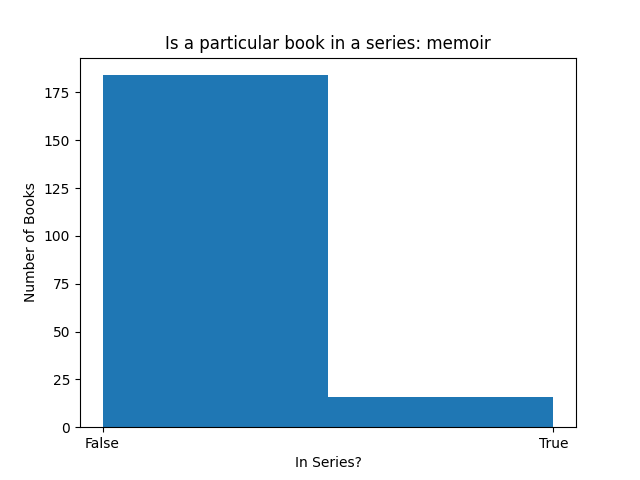 Is a particular book in a series: memoir
175
150
125
100
75
50
25
0
Number of Books
False
True
In Series?